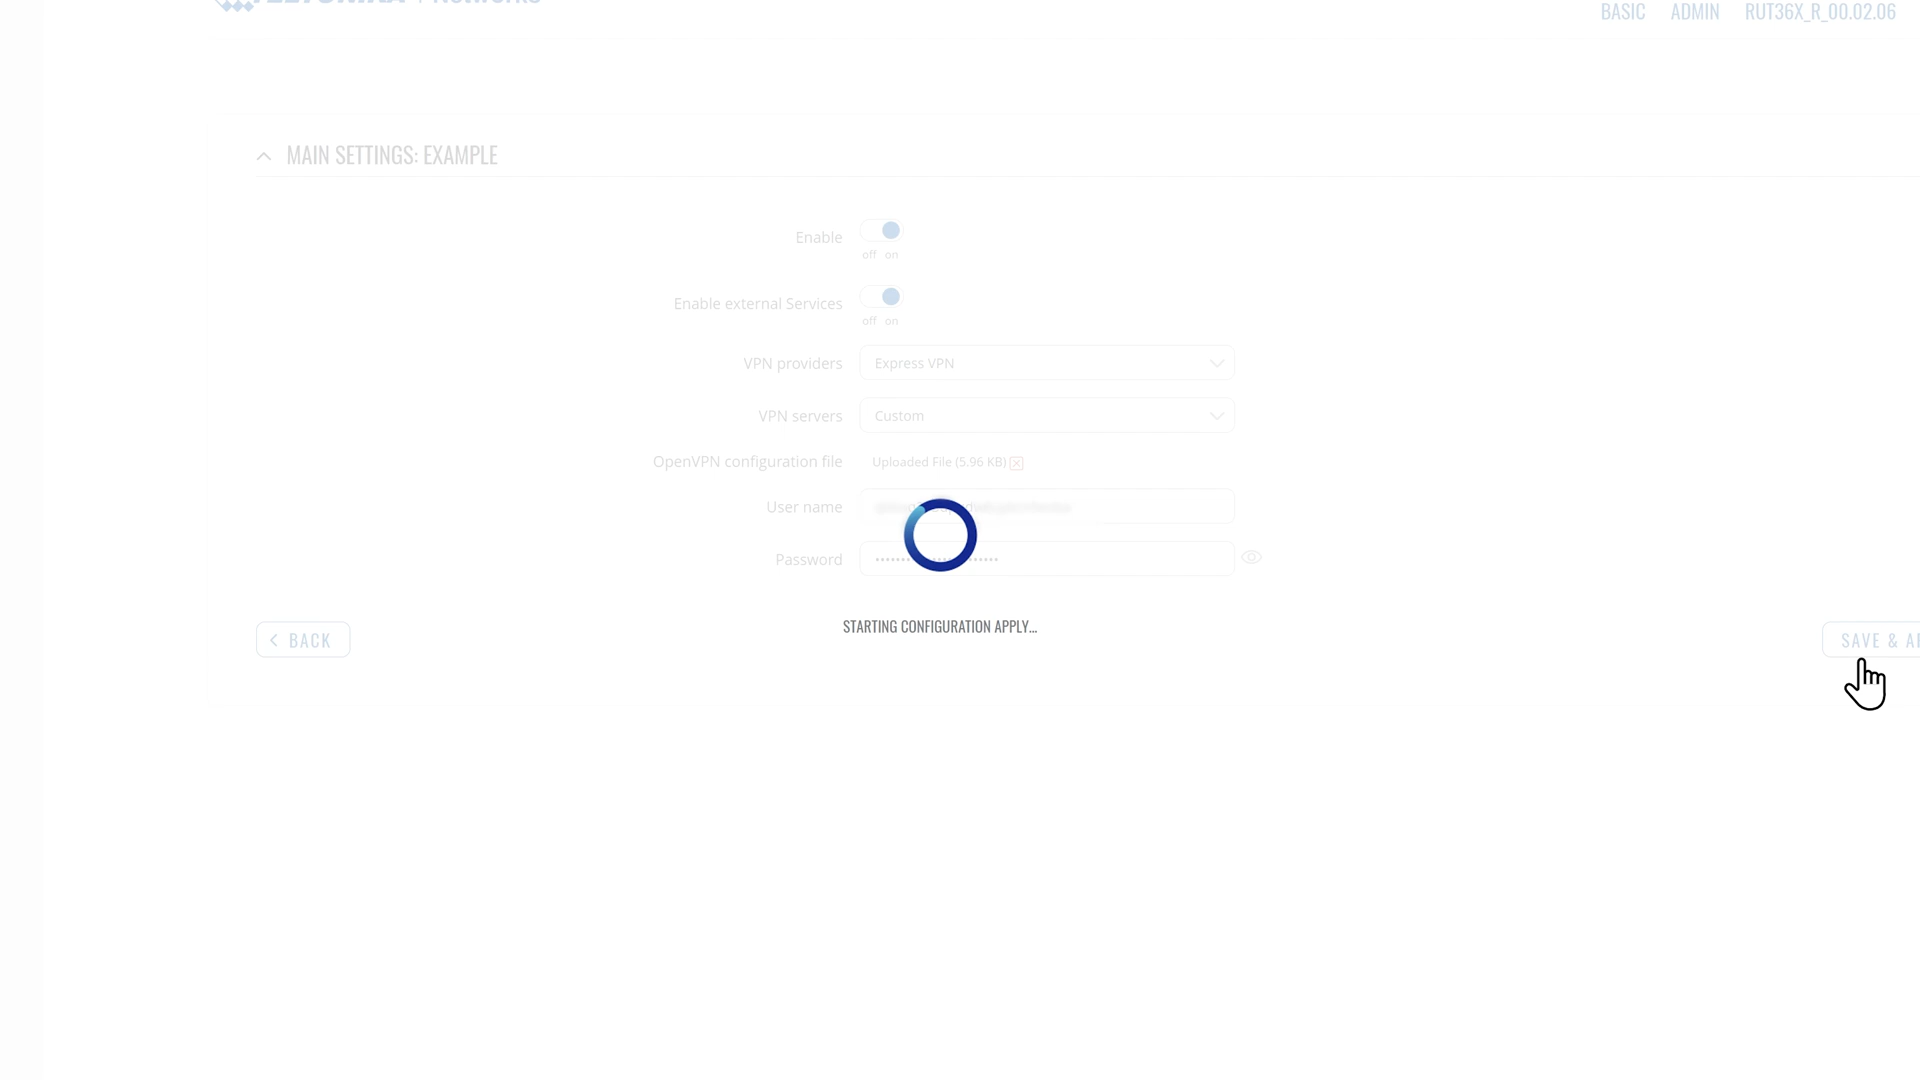 Networks
BASIC ADMIN RUT36X_R_00.02.06
MAIN SETTINGS: EXAMPLE
Enable
off on
Enable external Services
off on
VPN providers Express VPN
VPN servers Custom
OpenVPN configuration file Uploaded File (5.96 KB)
User name
Password
STARTING CONFIGURATION APPLY...
BACK
SAVE &